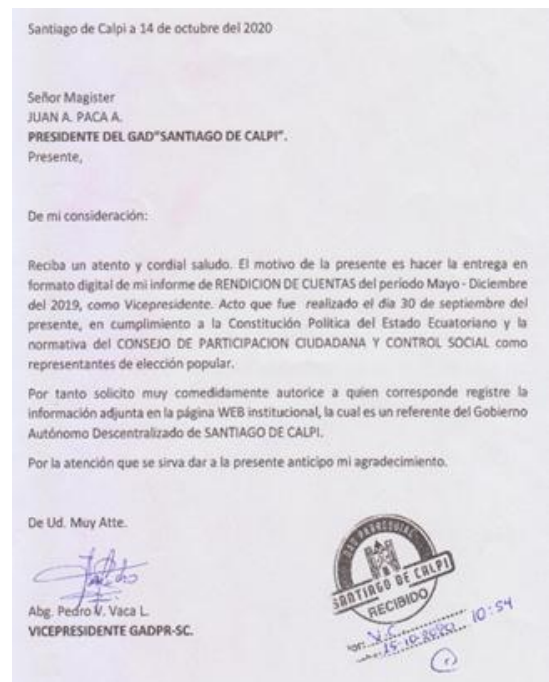 Santiago de Calpi a 14 de octubre del 2020
Señor Magister
JUAN A. PACA A.
PRESIDENTE DEL GAD"SANTIAGO DE CALPI".
Presente,
De mi consideración:
Reciba un atento y cordial saludo. El motivo de la presente es hacer la entrega en
formato digital de mi informe de RENDICION DE CUENTAS del período Mayo - Diciembre
del 2019, como Vicepresidente. Acto que fue realizado el día 30 de septiembre del
presente, en cumplimiento a la Constitución Política del Estado Ecuatoriano y la
normativa del CONSEJO DE PARTICIPACION CIUDADANA Y CONTROL SOCIAL como
representantes de elección popular.
Por tanto solicito muy comedidamente autorice a quien corresponde registre la
información adjunta en la página WEB institucional, la cual es un referente del Gobierno
Autónomo Descentralizado de SANTIAGO DE CALPI.
Por la atención que se sirva dar a la presente anticipo mi agradecimiento.
De Ud. Muy Atte.
Abg. Pedro V. Vaca L.
VICEPRESIDENTE GADPR-SC.
GAD PARROQUIAL
SANTIAGO DE CALPI
RECIBIDO
V.C
15-10-2020 10:54